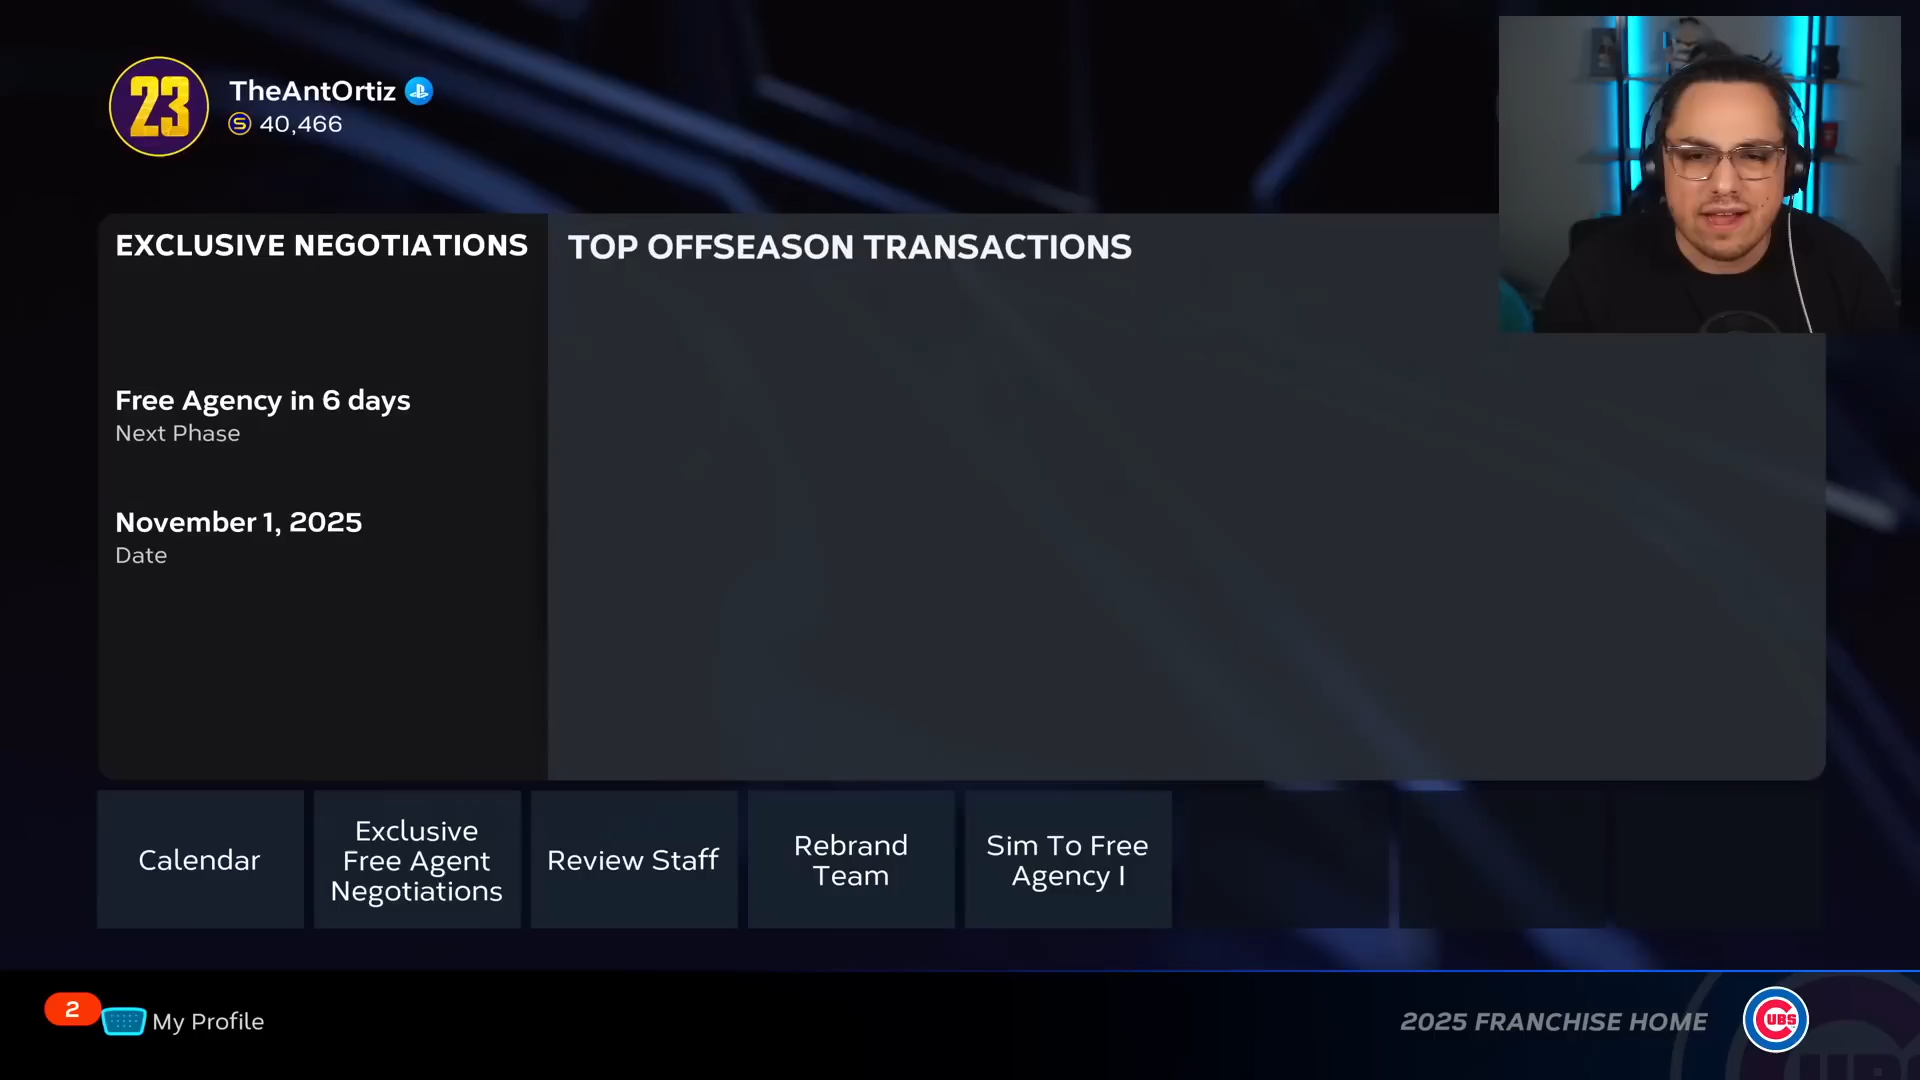 23
TheAntOrtiz
S 40,466
EXCLUSIVE NEGOTIATIONS
Free Agency in 6 days
Next Phase
November 1, 2025
Date
TOP OFFSEASON TRANSACTIONS
Calendar
Exclusive
Free Agent
Negotiations
Review Staff
Rebrand
Team
Sim To Free
Agency I
2
My Profile
2025 FRANCHISE HOME
CUBS